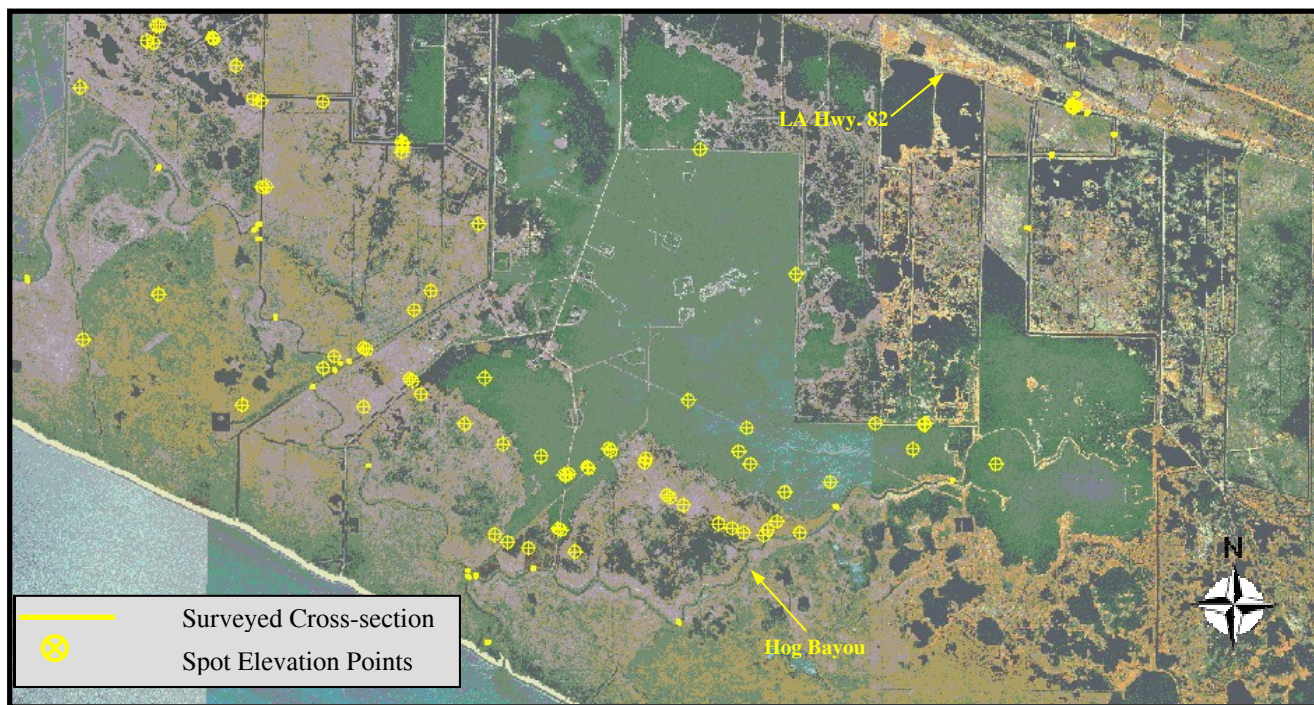 LA Hwy. 82
N
Surveyed Cross-section
Spot Elevation Points
Hog Bayou